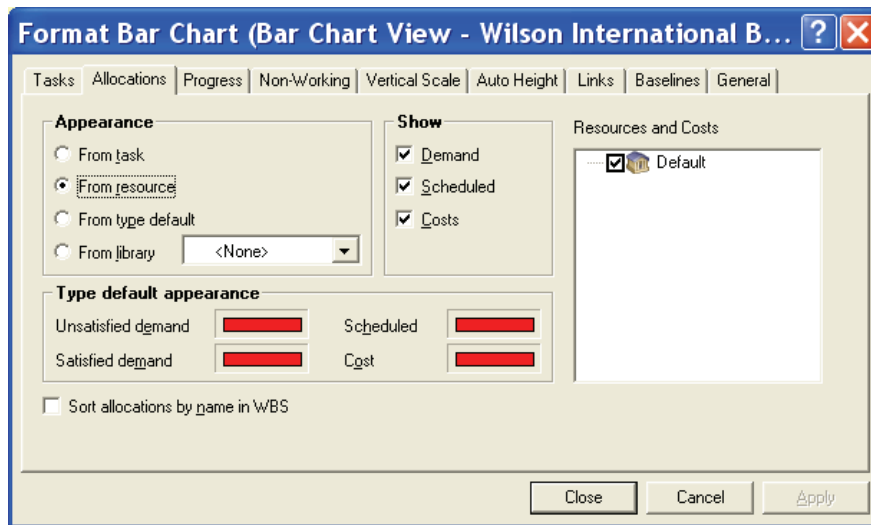 Format Bar Chart (Bar Chart View - Wilson International B... ?
Tasks Allocations Progress Non-Working Vertical Scale Auto Height Links Baselines General
Appearance
From task
From resource
From type default
From library <None>
Show
Demand
Scheduled
Costs
Resources and Costs
Default
Type default appearance
Unsatisfied demand Scheduled
Satisfied demand Cost
Sort allocations by name in WBS
Close Cancel Apply